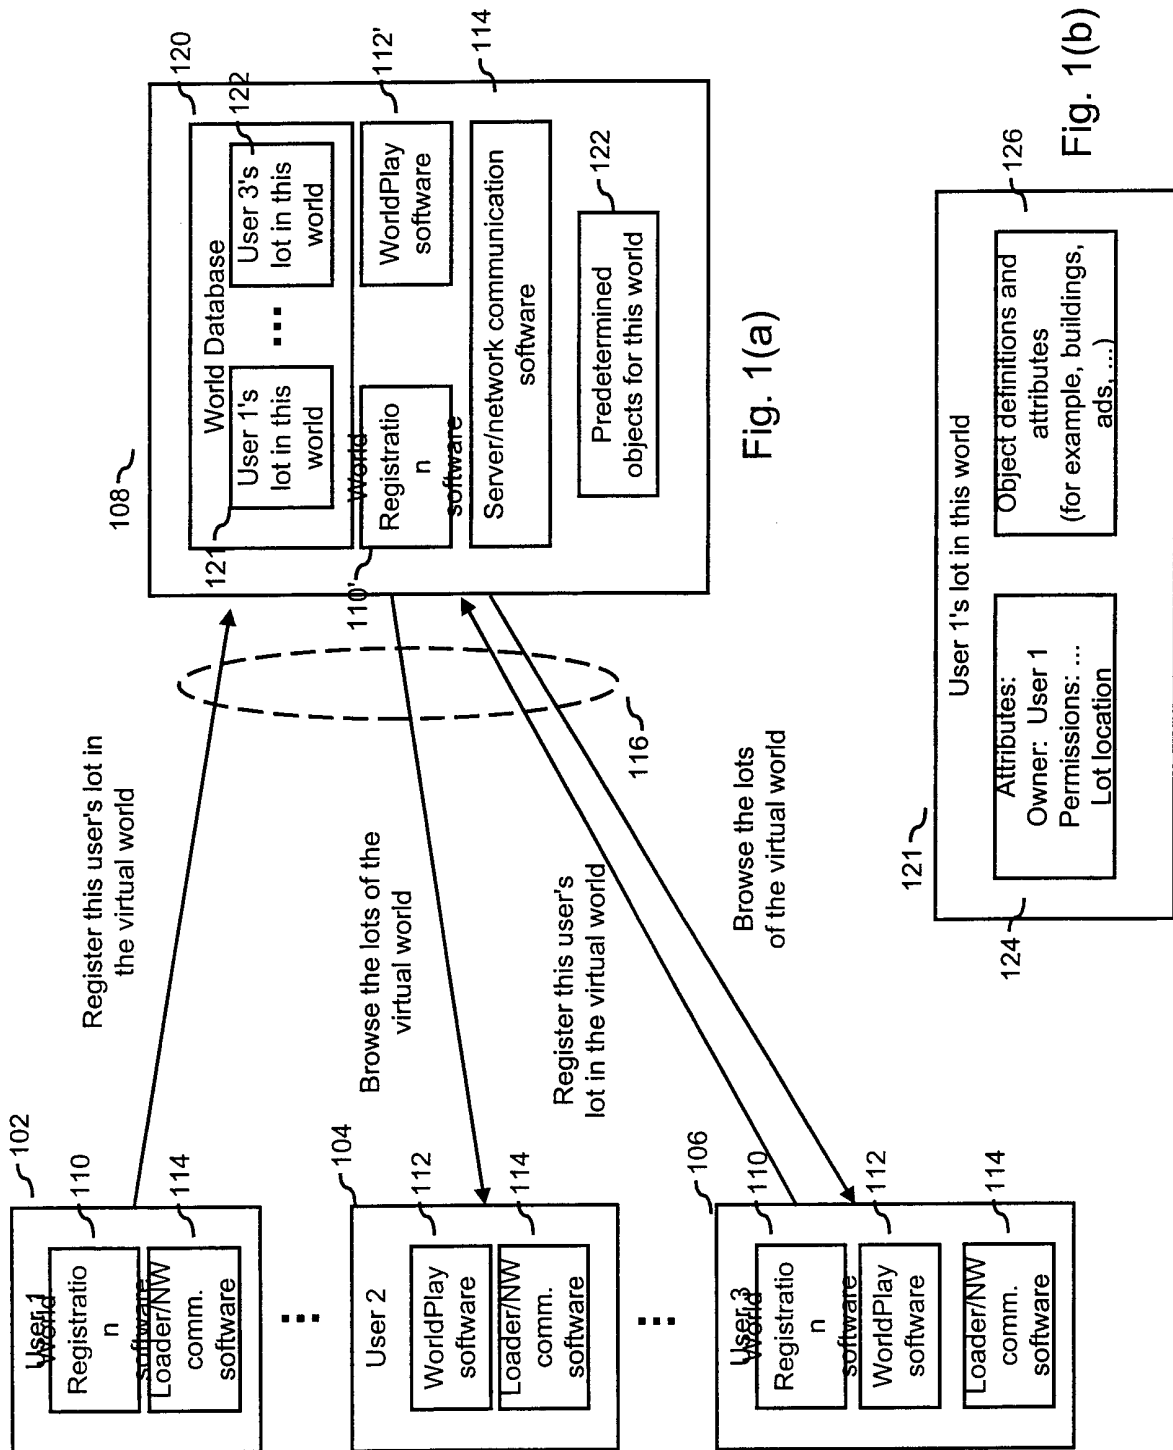 User 1
World
Registratio
n
software
Loader/NW
comm.
software
102
110
114
Register this user's lot in
the virtual world
User 2
WorldPlay
software
Loader/NW
comm.
software
104
112
114
Browse the lots of the
virtual world
User 3
World
Registratio
n
software
WorldPlay
software
Loader/NW
comm.
software
106
110
112
114
Register this user's
lot in the virtual world
Browse the lots
of the virtual world
116
108
World Database
User 1's
lot in this
world
User 3's
lot in this
world
120
121
122
World
Registratio
n
software
110'
WorldPlay
software
112'
Server/network communication
software
114
Predetermined
objects for this world
122
Fig. 1(a)
121
User 1's lot in this world
Attributes:
Owner: User 1
Permissions: ...
Lot location
124
Object definitions and
attributes
(for example, buildings,
ads, ...)
126
Fig. 1(b)